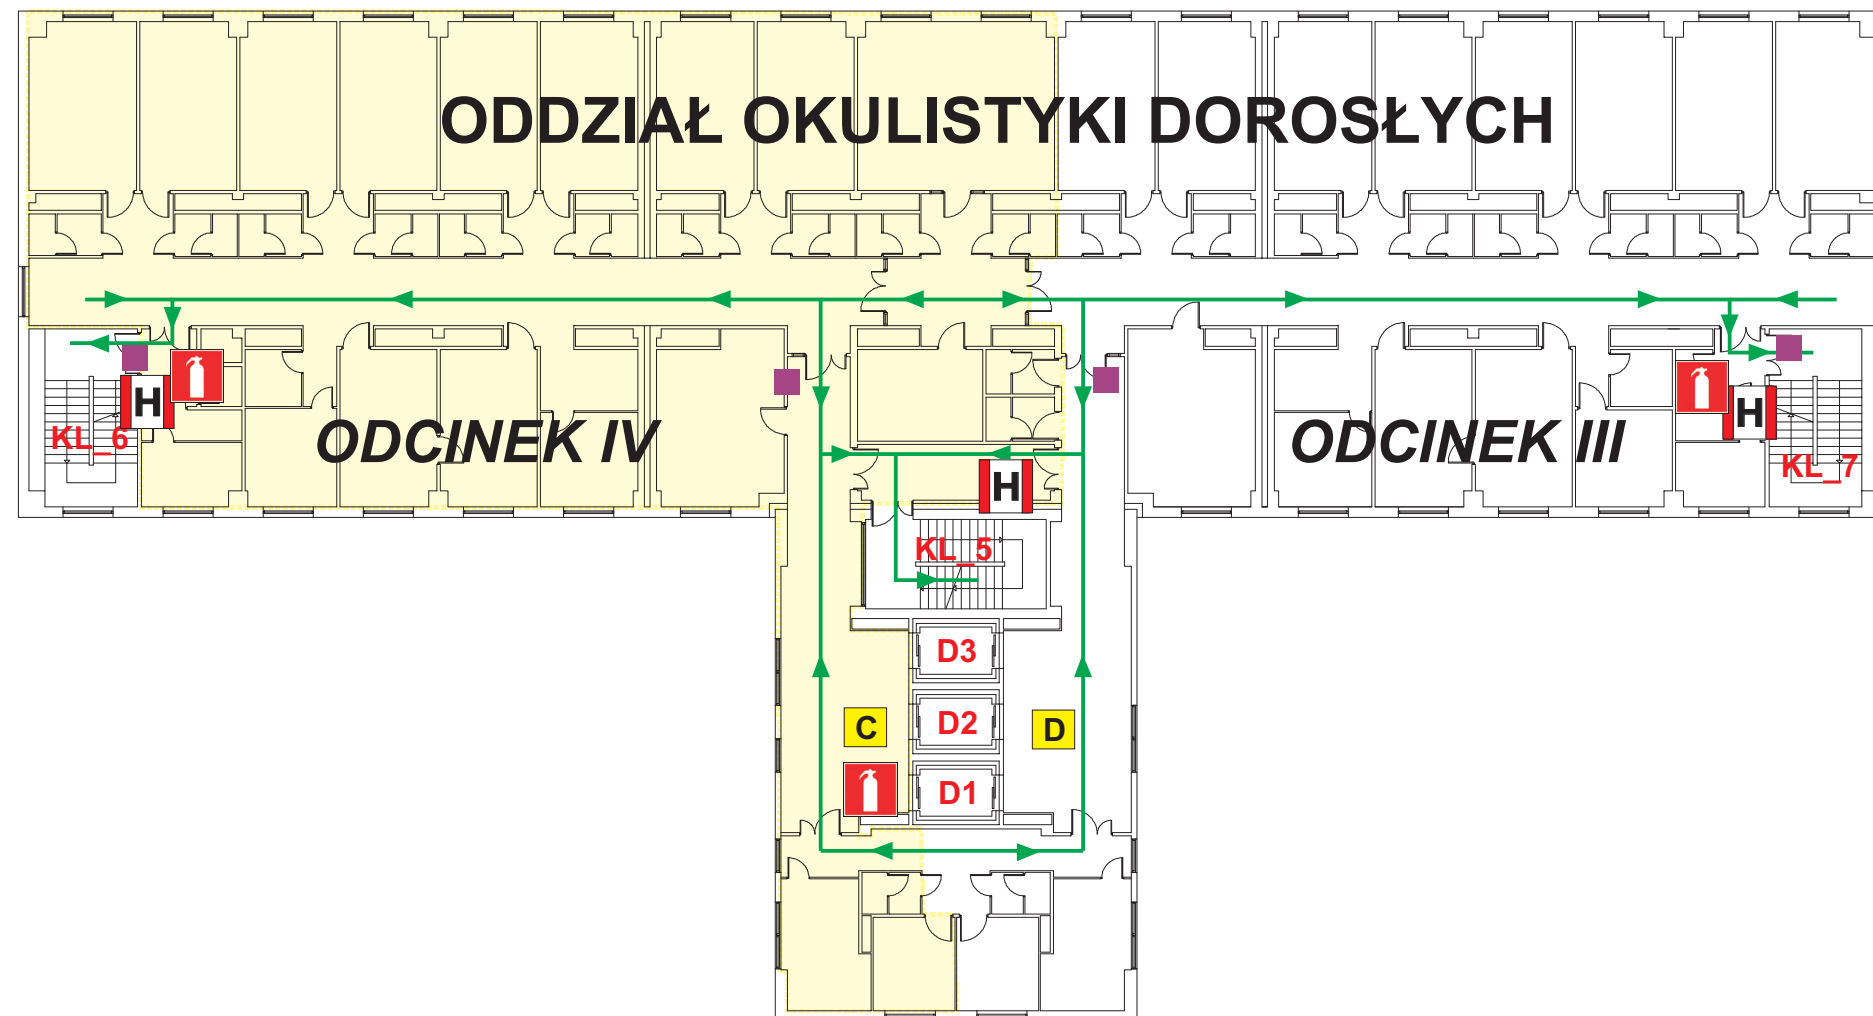 ODDZIAŁ OKULISTYKI DOROSŁYCH
H
KL_6
ODCINEK IV
ODCINEK III
H
KL_7
H
KL_5
D3
C
D2
D
D1